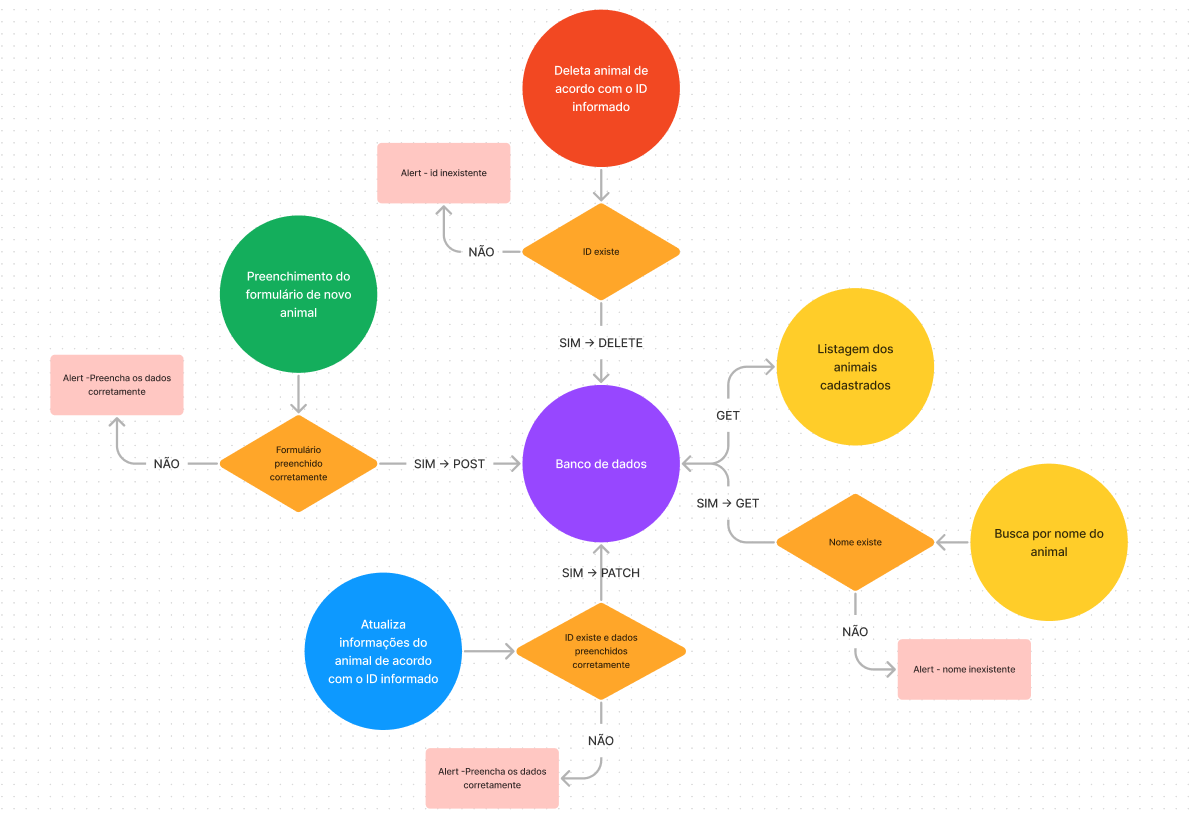 Deleta animal de
acordo com o ID
informado
Alert - id inexistente
NÃO
ID existe
Preenchimento do
formulário de novo
animal
SIM → DELETE
Listagem dos
animais
cadastrados
Alert -Preencha os dados
corretamente
GET
NÃO
Formulário
preenchido
corretamente
SIM → POST
Banco de dados
SIM → GET
Nome existe
Busca por nome do
animal
SIM → PATCH
Atualiza
informações do
animal de acordo
com o ID informado
ID existe e dados
preenchidos
corretamente
NÃO
Alert - nome inexistente
NÃO
Alert -Preencha os dados
corretamente